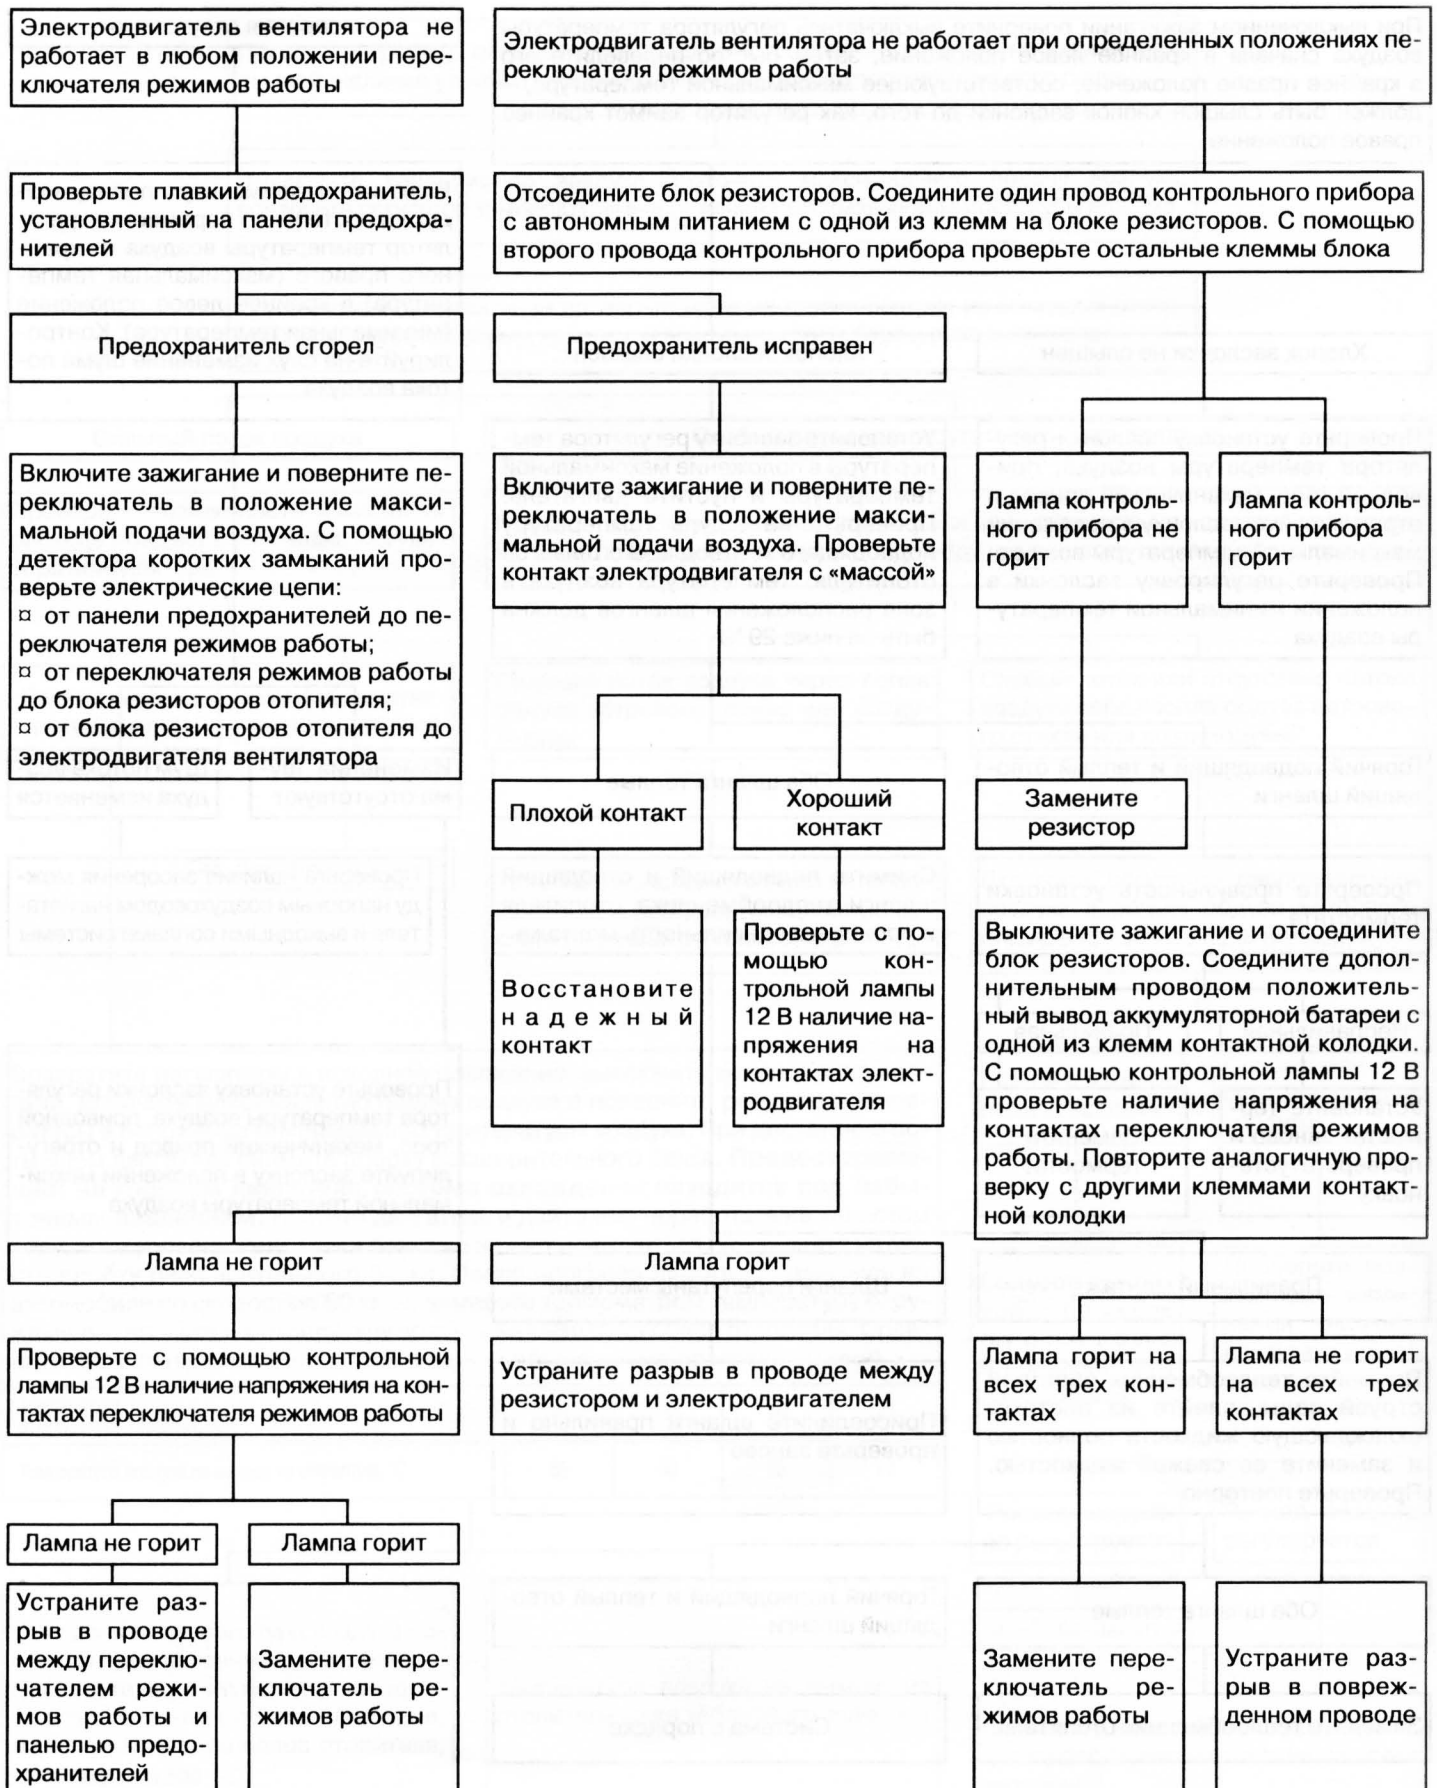 Электродвигатель вентилятора не
работает в любом положении пере-
ключателя режимов работы
Электродвигатель вентилятора не работает при определенных положениях пе-
реключателя режимов работы
Проверьте плавкий предохранитель,
установленный на панели предохра-
нителей
Отсоедините блок резисторов. Соедините один провод контрольного прибора
с автономным питанием с одной из клемм на блоке резисторов. С помощью
второго провода контрольного прибора проверьте остальные клеммы блока
Предохранитель сгорел
Предохранитель исправен
Включите зажигание и поверните пе-
реключатель в положение макси-
мальной подачи воздуха. С помощью
детектора коротких замыканий про-
верьте электрические цепи:
¤ от панели предохранителей до пе-
реключателя режимов работы;
¤ от переключателя режимов работы
до блока резисторов отопителя;
¤ от блока резисторов отопителя до
электродвигателя вентилятора
Включите зажигание и поверните пе-
реключатель в положение макси-
мальной подачи воздуха. Проверьте
контакт электродвигателя с «массой»
Лампа контроль-
ного прибора не
горит
Лампа контроль-
ного прибора
горит
Плохой контакт
Хороший
контакт
Замените
резистор
Восстановите
надежный
контакт
Проверьте с по-
мощью кон-
трольной лампы
12 В наличие на-
пряжения на
контактах элект-
родвигателя
Выключите зажигание и отсоедините
блок резисторов. Соедините допол-
нительным проводом положитель-
ный вывод аккумуляторной батареи с
одной из клемм контактной колодки.
С помощью контрольной лампы 12 В
проверьте наличие напряжения на
контактах переключателя режимов
работы. Повторите аналогичную про-
верку с другими клеммами контакт-
ной колодки
Лампа не горит
Лампа горит
Проверьте с помощью контрольной
лампы 12 В наличие напряжения на кон-
тактах переключателя режимов работы
Устраните разрыв в проводе между
резистором и электродвигателем
Лампа горит на
всех трех кон-
тактах
Лампа не горит
на всех трех
контактах
Лампа не горит
Лампа горит
Устраните раз-
рыв в проводе
между переклю-
чателем режи-
мов работы и
панелью предо-
хранителей
Замените пере-
ключатель ре-
жимов работы
Замените пере-
ключатель ре-
жимов работы
Устраните раз-
рыв в повреж-
денном проводе